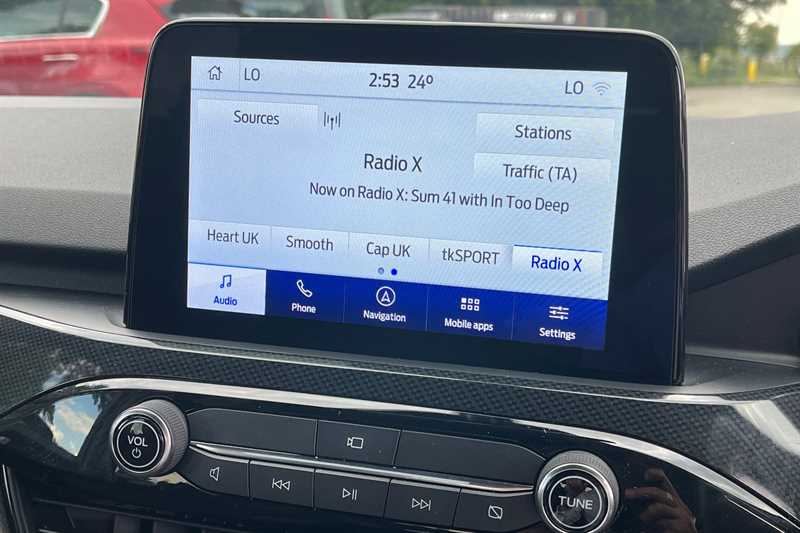 LO 2:53 24° LO
Sources
Stations
Radio X
Traffic (TA)
Now on Radio X: Sum 41 with In Too Deep
Heart UK Smooth Cap UK tkSPORT Radio X
Audio Phone Navigation Mobile apps Settings
VOL
TUNE